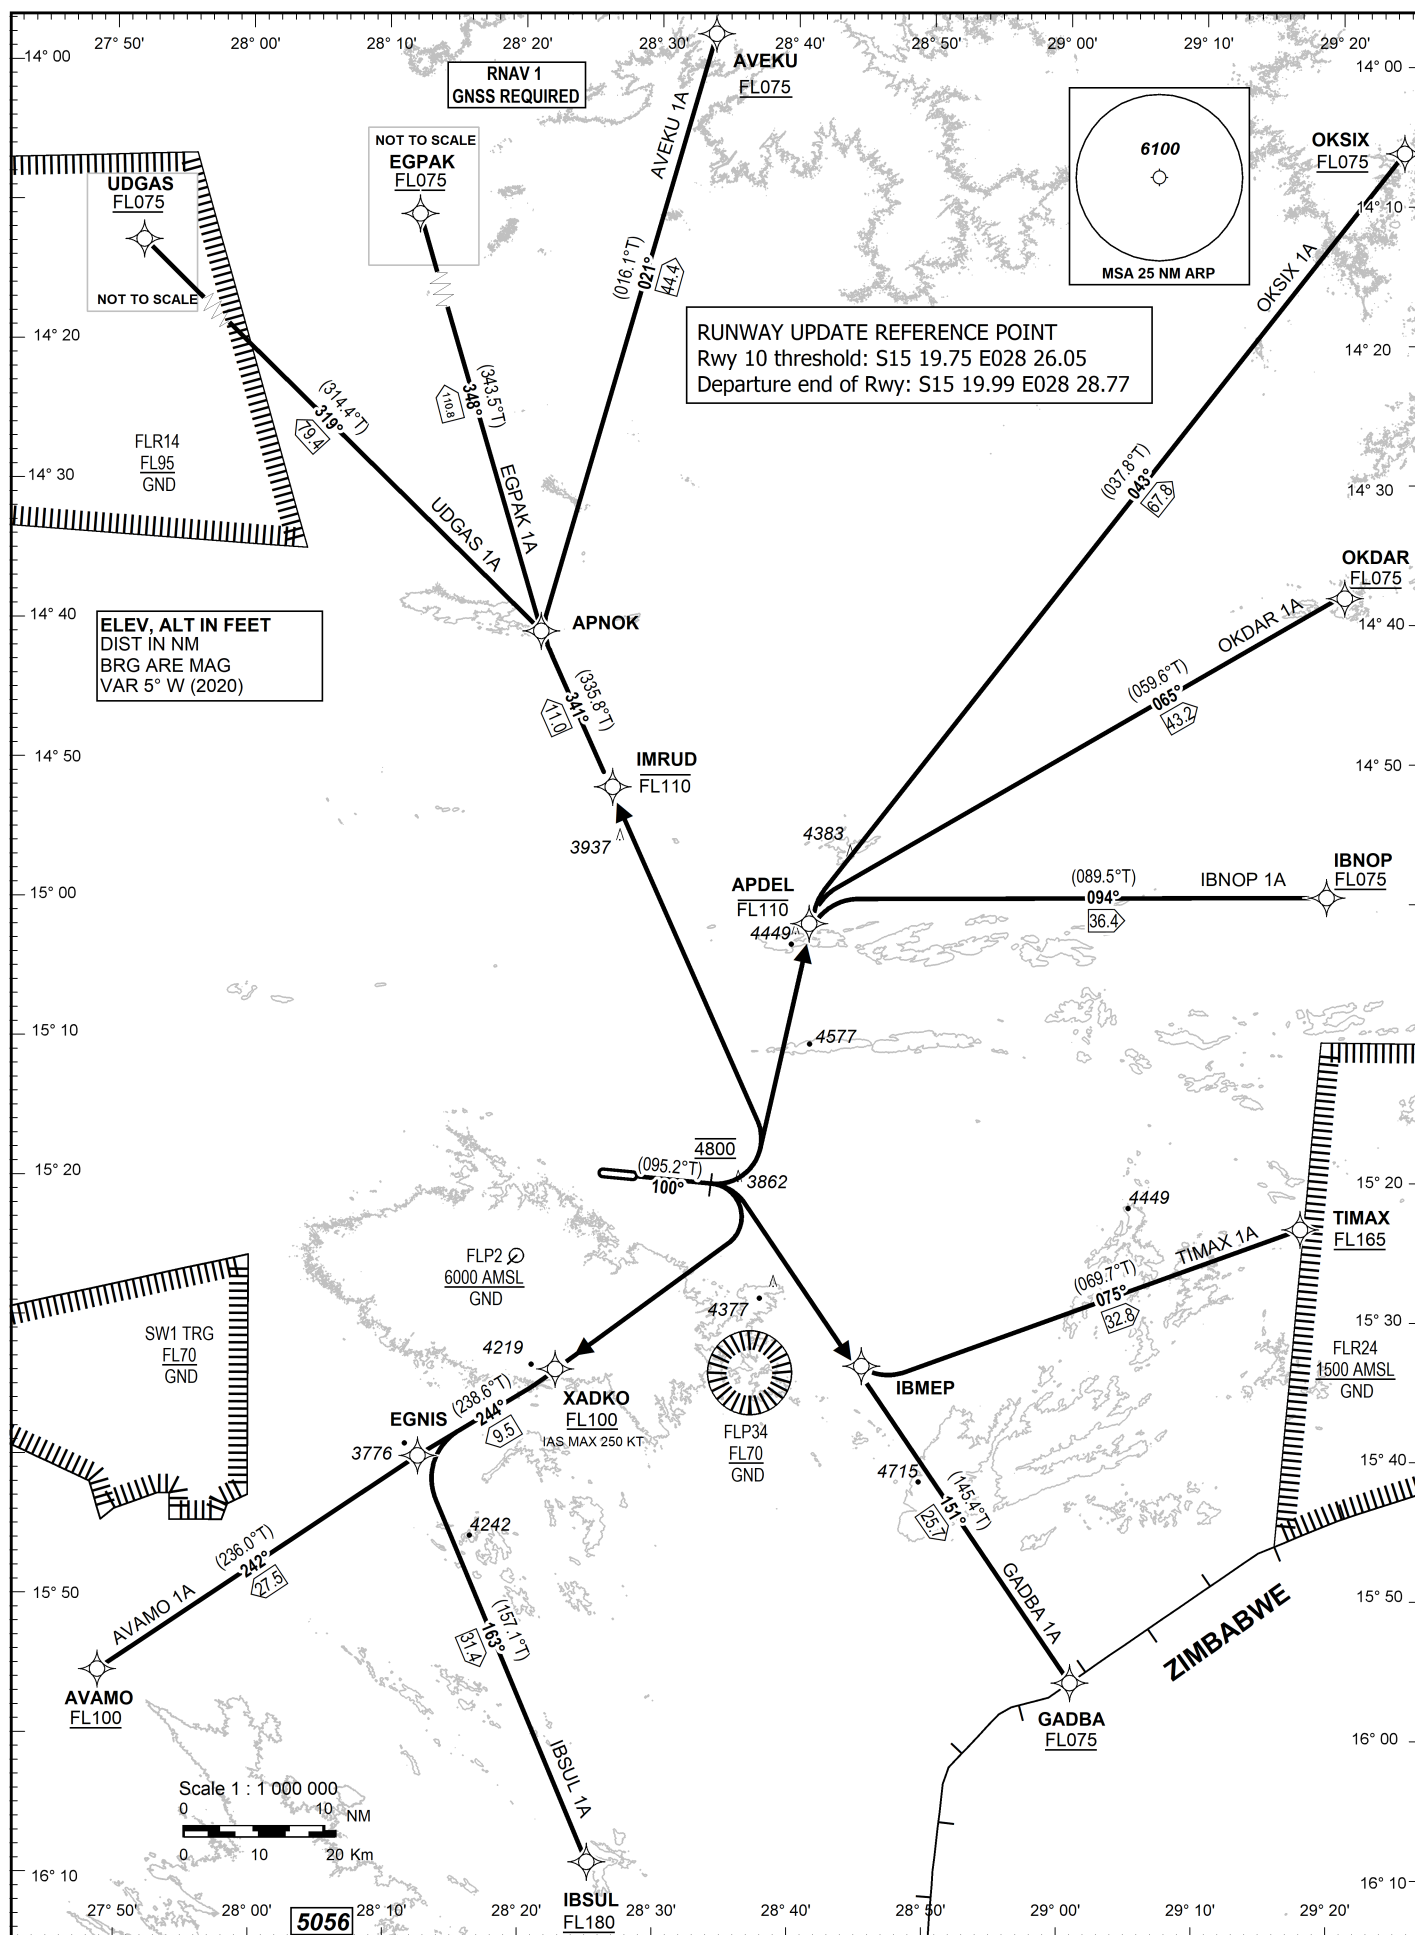 27° 50'
28° 00'
28° 10'
28° 20'
28° 30'
28° 40'
28° 50'
29° 00'
29° 10'
29° 20'
14° 00
14° 00
RNAV 1
GNSS REQUIRED
AVEKU
FL075
AVEKU 1A
(016.1°T)
021°
44.4
NOT TO SCALE
EGPAK
FL075
UDGAS
FL075
NOT TO SCALE
6100
MSA 25 NM ARP
OKSIX
FL075
14° 10'
OKSIX 1A
14° 20
14° 20
RUNWAY UPDATE REFERENCE POINT
Rwy 10 threshold: S15 19.75 E028 26.05
Departure end of Rwy: S15 19.99 E028 28.77
(314.4°T)
319°
79.4
(343.5°T)
348°
110.8
FLR14
FL95
GND
14° 30
14° 30
EGPAK 1A
UDGAS 1A
(037.8°T)
043°
67.8
OKDAR
FL075
14° 40
14° 40
APNOK
OKDAR 1A
ELEV, ALT IN FEET
DIST IN NM
BRG ARE MAG
VAR 5° W (2020)
(335.8°T)
341°
11.0
(059.6°T)
065°
43.2
14° 50
14° 50
IMRUD
FL110
3937
4383
APDEL
FL110
4449
(089.5°T)
094°
36.4
IBNOP 1A
IBNOP
FL075
15° 00
15° 10
4577
15° 20
15° 20
4800
(095.2°T)
100°
3862
4449
TIMAX
FL165
TIMAX 1A
(069.7°T)
075°
32.8
FLP2
6000 AMSL
GND
4377
15° 30
SW1 TRG
FL70
GND
4219
FLR24
1500 AMSL
GND
IBMEP
XADKO
FL100
IAS MAX 250 KT
(238.6°T)
244°
9.5
EGNIS
3776
FLP34
FL70
GND
15° 40
4715
(145.4°T)
151°
25.7
4242
(236.0°T)
242°
27.5
AVAMO 1A
15° 50
15° 50
(157.1°T)
163°
31.4
GADBA 1A
ZIMBABWE
AVAMO
FL100
GADBA
FL075
16° 00
IBSUL 1A
Scale 1 : 1 000 000
0
10
NM
0
10
20 Km
16° 10
16° 10'
IBSUL
FL180
5056
27° 50'
28° 00'
28° 10'
28° 20'
28° 30'
28° 40'
28° 50'
29° 00'
29° 10'
29° 20'